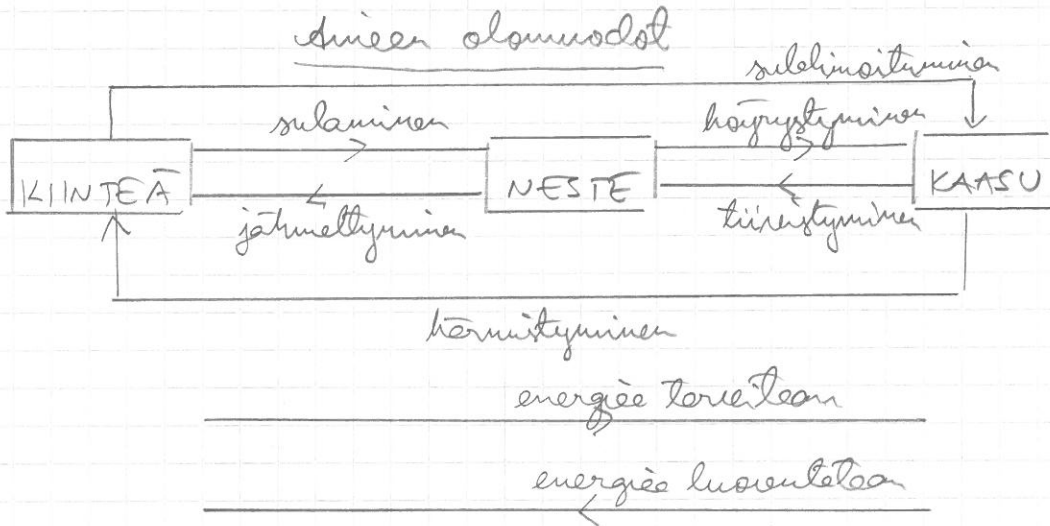 Aineen olomuodot
sublimoituminen
sulaminen
höyrystyminen
KIINTEÄ
NESTE
KAASU
jähmettyminen
tiivistyminen
härmistyminen
energiaa tarvitaan
energiaa luovutetaan